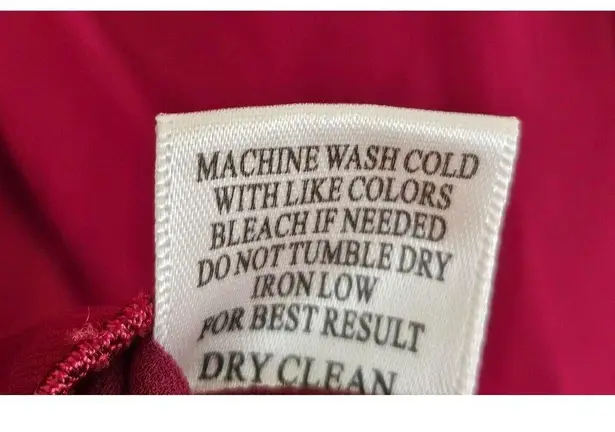 MACHINE WASH COLD
WITH LIKE COLORS
BLEACH IF NEEDED
DO NOT TUMBLE DRY
IRON LOW
FOR BEST RESULT
DRY CLEAN